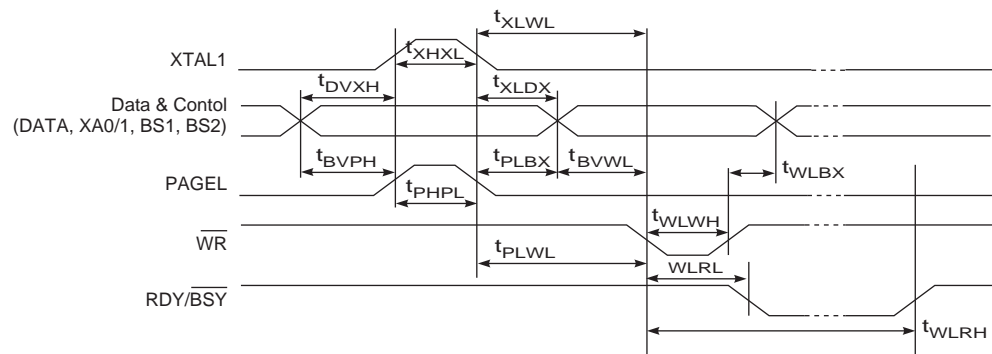 tXLWL
XTAL1
tXHXL
tDVXH
tXLDX
Data & Contol
(DATA, XA0/1, BS1, BS2)
tBVPH
tPLBX
tBVWL
tWLBX
PAGEL
tPHPL
tWLWH
WR
tPLWL
WLRL
RDY/BSY
tWLRH